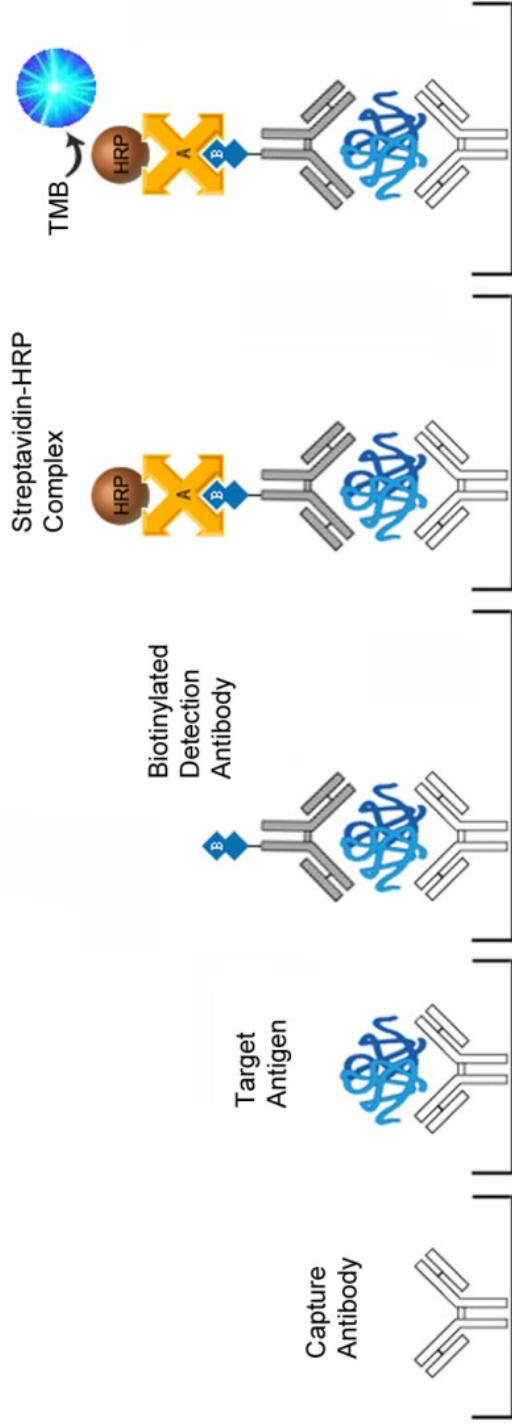 Capture
Antibody
Target
Antigen
Biotinylated
Detection
Antibody
B
Streptavidin-HRP
Complex
HRP
A
B
TMB
HRP
A
B